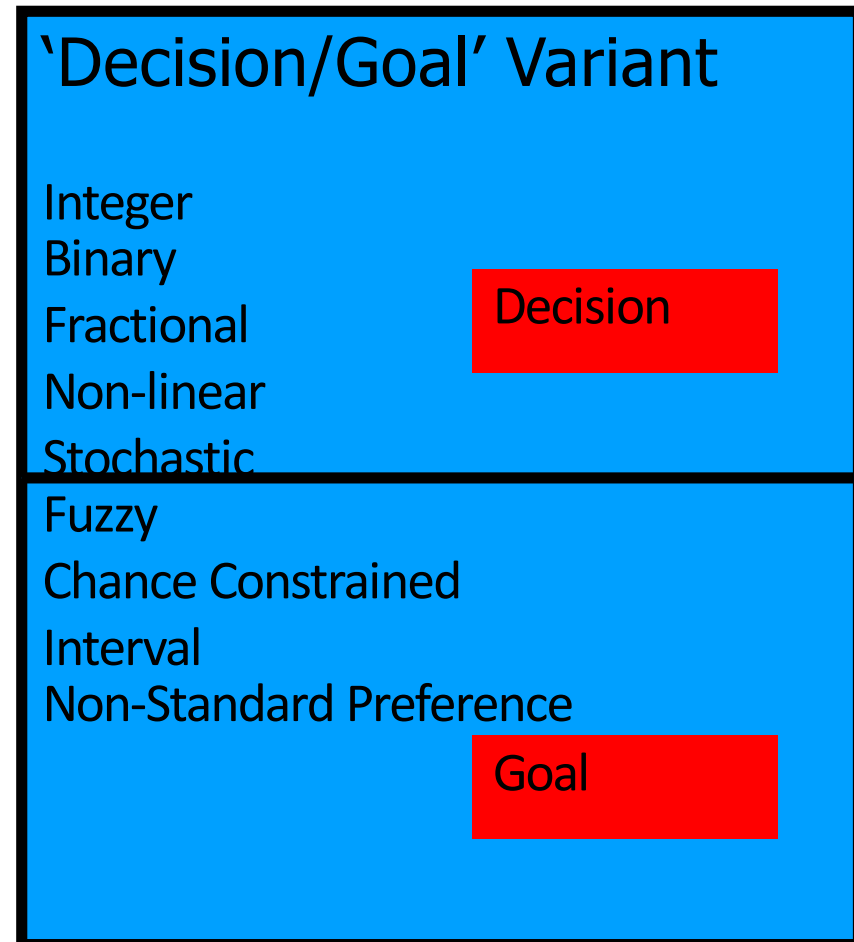 ‘Decision/Goal’ Variant
Integer
Binary
Fractional
Non-linear
Stochastic
Decision
Fuzzy
Chance Constrained
Interval
Non-Standard Preference
Goal